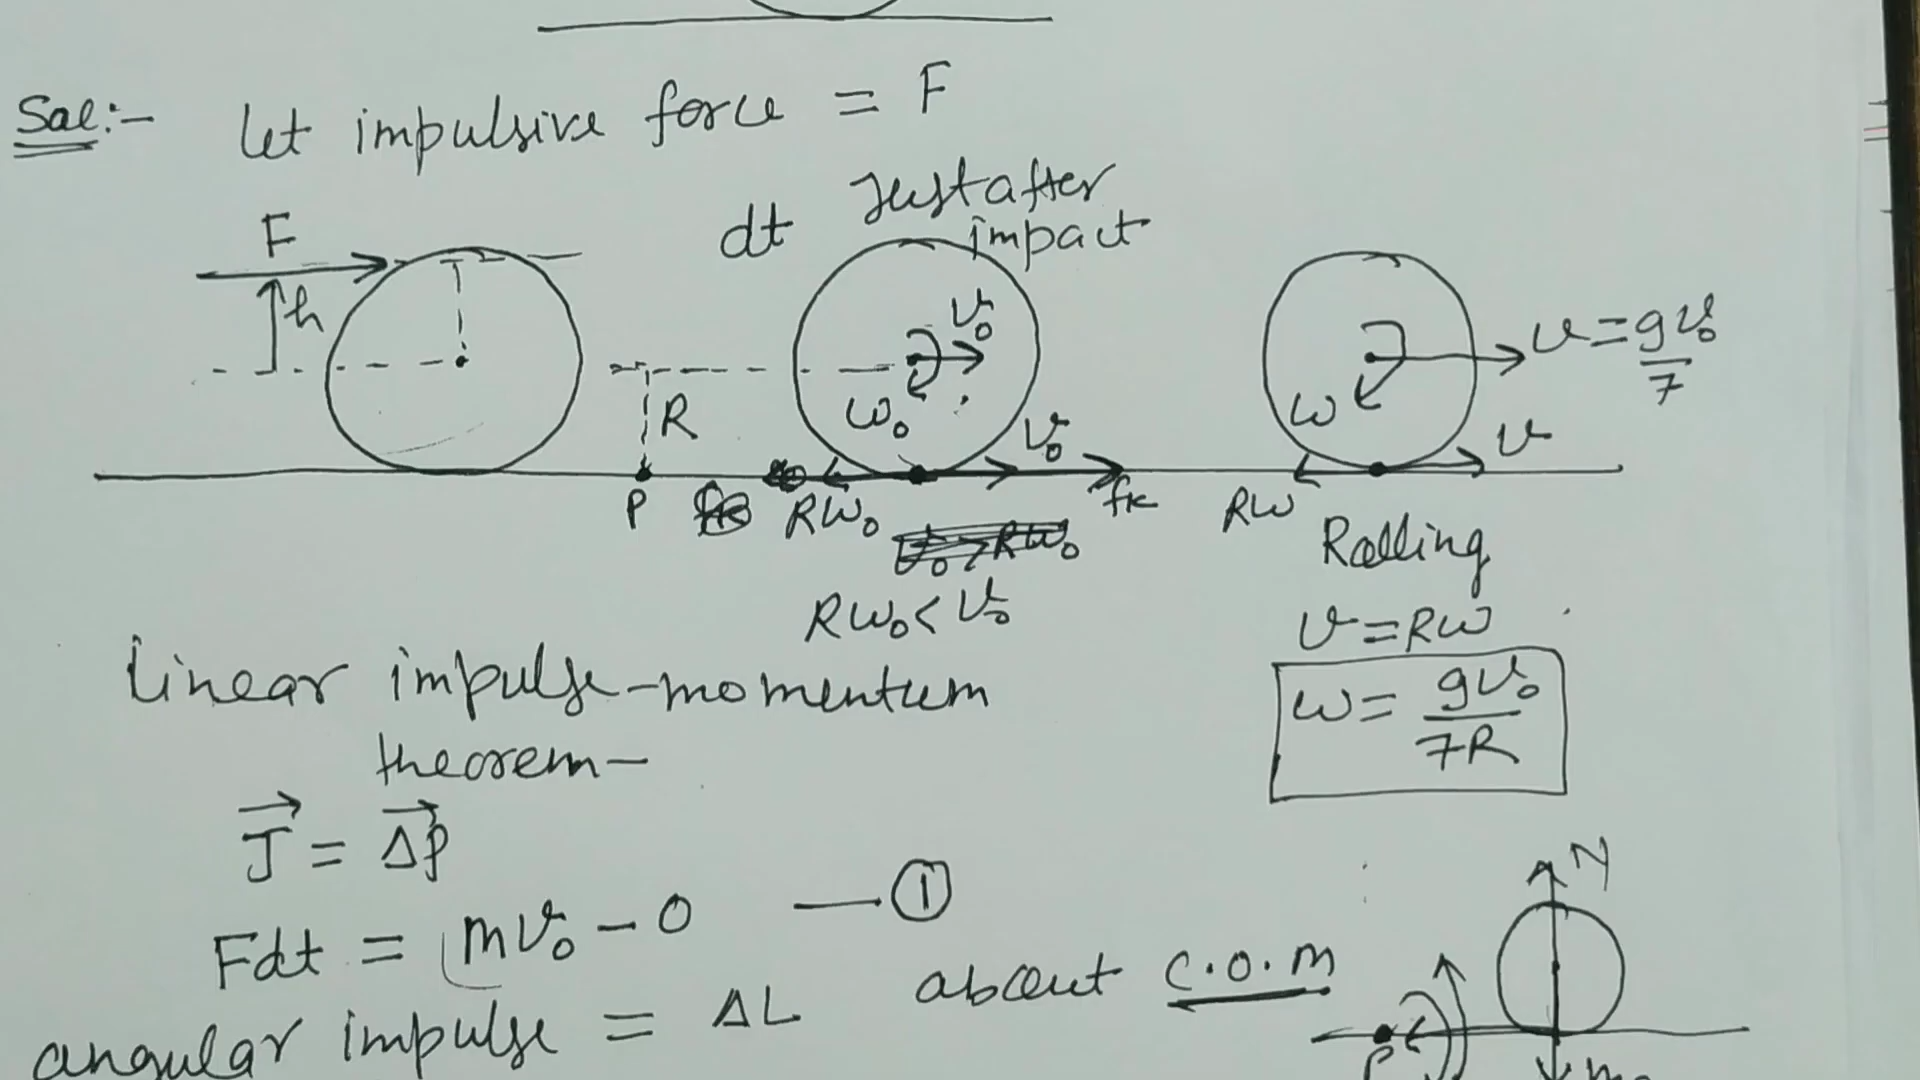 Sol:- Let impulsive force = F
F
h
dt
Just after
impact
v₀
ω₀
R
P
Rω₀
v₀
fₖ
Rω₀ < v₀
v = 9v₀/7
ω
v
Rω
Rolling
v = Rω
ω = 9v₀/7R
Linear impulse-momentum
theorem-
J = ΔP
Fdt = mv₀ - 0 — ①
angular impulse = ΔL about C.O.M
N
P